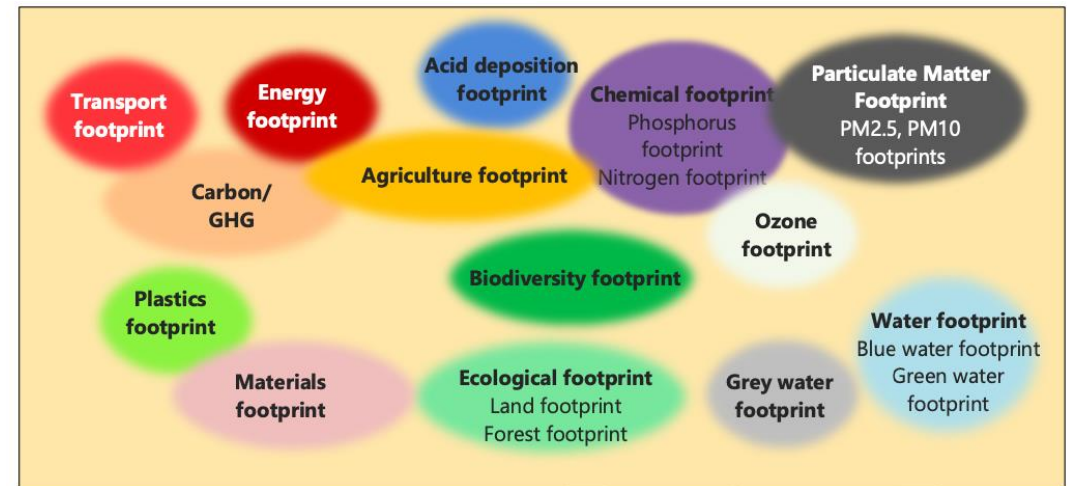 Transport
footprint
Energy
footprint
Acid deposition
footprint
Chemical footprint
Phosphorus
footprint
Nitrogen footprint
Particulate Matter
Footprint
PM2.5, PM10
footprints
Carbon/
GHG
Agriculture footprint
Ozone
footprint
Biodiversity footprint
Plastics
footprint
Water footprint
Blue water footprint
Green water
footprint
Materials
footprint
Ecological footprint
Land footprint
Forest footprint
Grey water
footprint